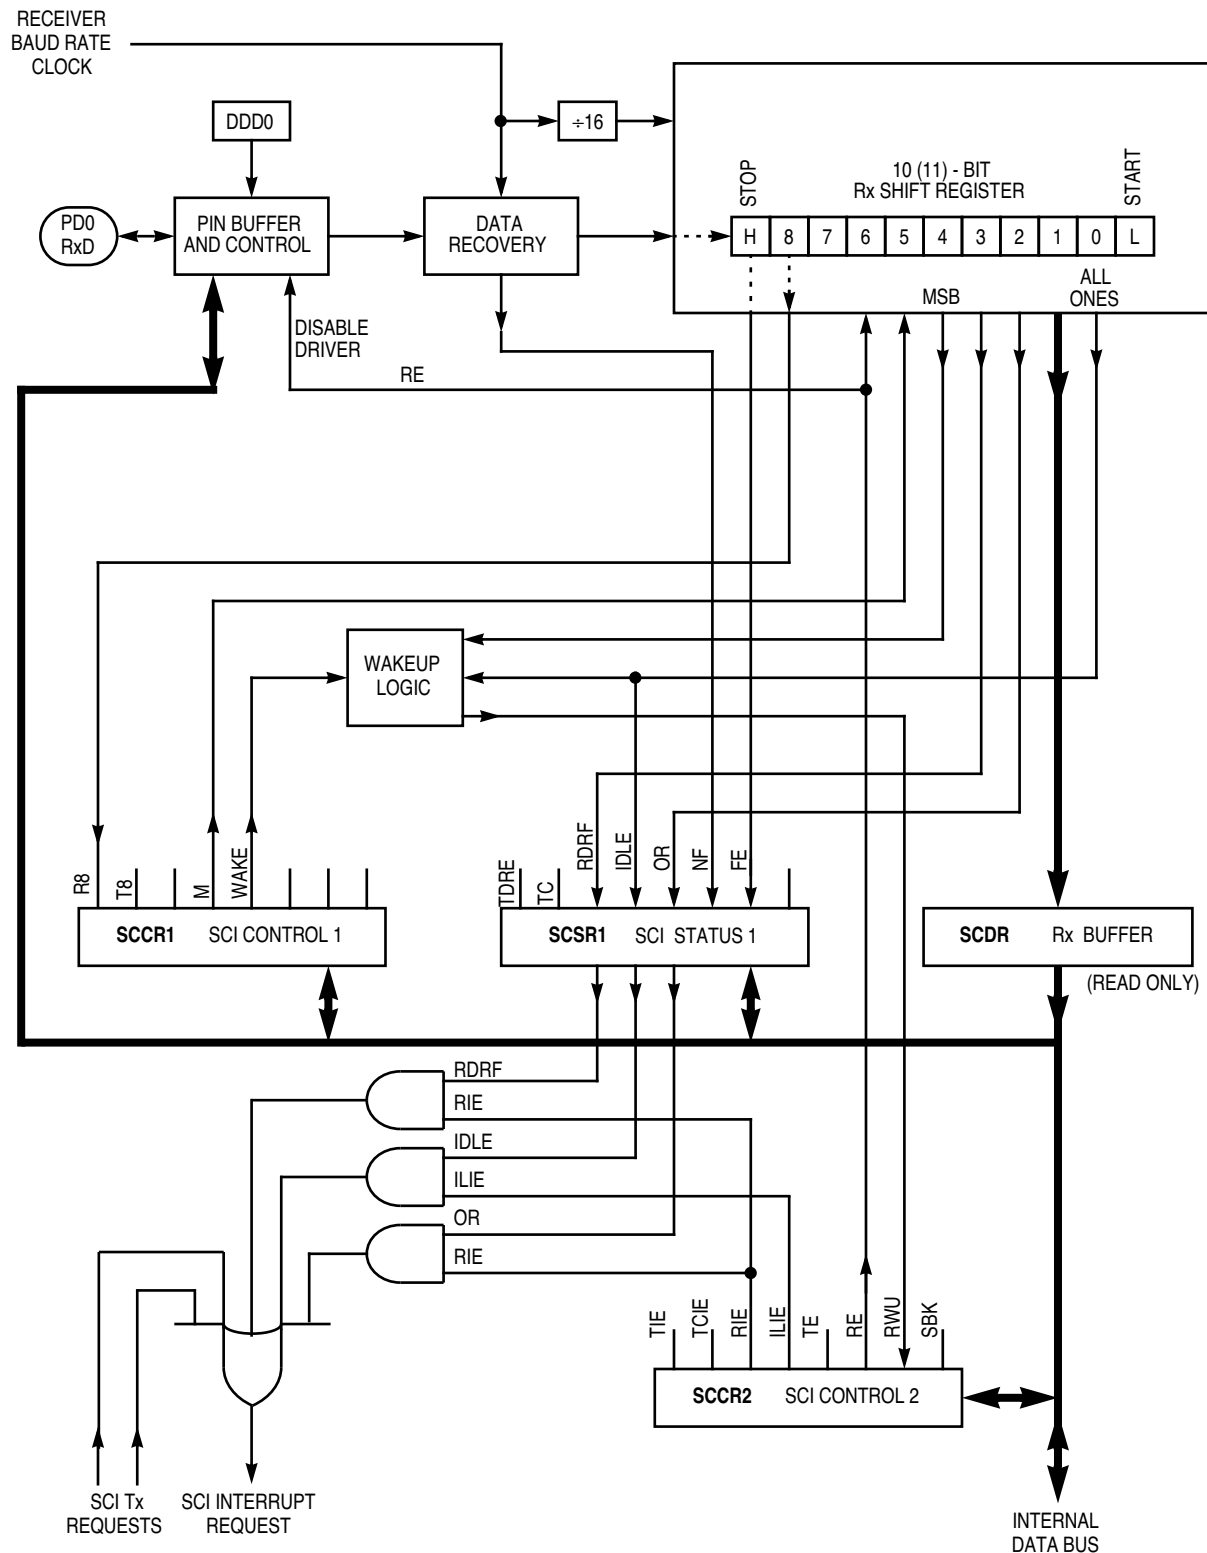 RECEIVER
BAUD RATE
CLOCK
DDD0
÷16
STOP
10 (11) - BIT
Rx SHIFT REGISTER
START
PD0
RxD
PIN BUFFER
AND CONTROL
DATA
RECOVERY
H 8 7 6 5 4 3 2 1 0 L
MSB
ALL
ONES
DISABLE
DRIVER
RE
WAKEUP
LOGIC
R8
T8
M
WAKE
TDRE
TC
RDRF
IDLE
OR
NF
FE
SCCR1 SCI CONTROL 1
SCSR1 SCI STATUS 1
SCDR Rx BUFFER
(READ ONLY)
RDRF
RIE
IDLE
ILIE
OR
RIE
TIE
TCIE
RIE
ILIE
TE
RE
RWU
SBK
SCCR2 SCI CONTROL 2
SCI Tx
REQUESTS
SCI INTERRUPT
REQUEST
INTERNAL
DATA BUS